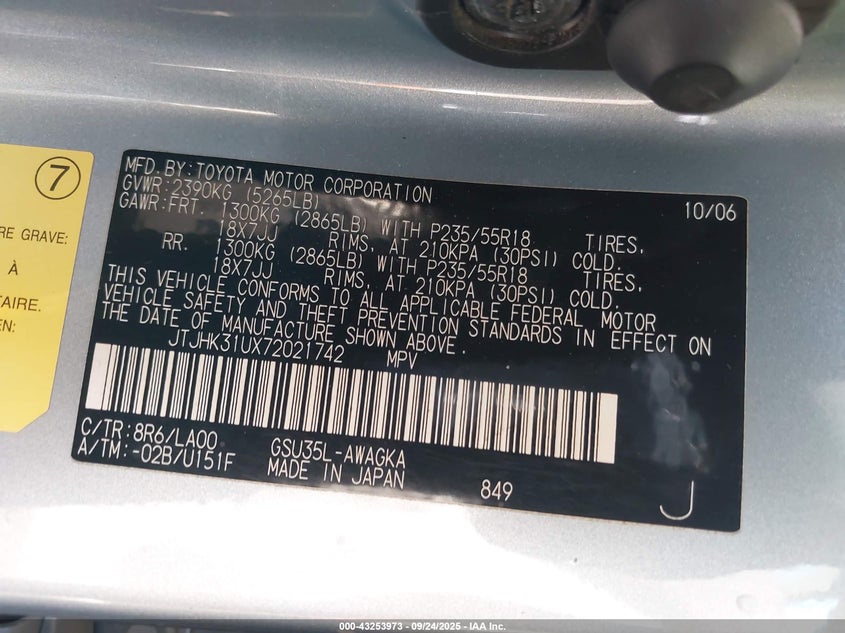 7
RE GRAVE:
À
TAIRE.
EN:
MFD. BY: TOYOTA MOTOR CORPORATION 10/06
GVWR: 2390KG (5265LB)
GAWR: FRT. 1300KG (2865LB) WITH P235/55R18 TIRES,
18X7JJ RIMS, AT 210KPA (30PSI) COLD.
RR. 1300KG (2865LB) WITH P235/55R18 TIRES,
18X7JJ RIMS, AT 210KPA (30PSI) COLD.
THIS VEHICLE CONFORMS TO ALL APPLICABLE FEDERAL MOTOR
VEHICLE SAFETY AND THEFT PREVENTION STANDARDS IN EFFECT ON
THE DATE OF MANUFACTURE SHOWN ABOVE.
JTJHK31UX72021742 MPV
C/TR: 8R6/LA00 GSU35L-AWAGKA
A/TM: -02B/U151F MADE IN JAPAN
849 J
000-43253973 - 09/24/2025 - IAA Inc.